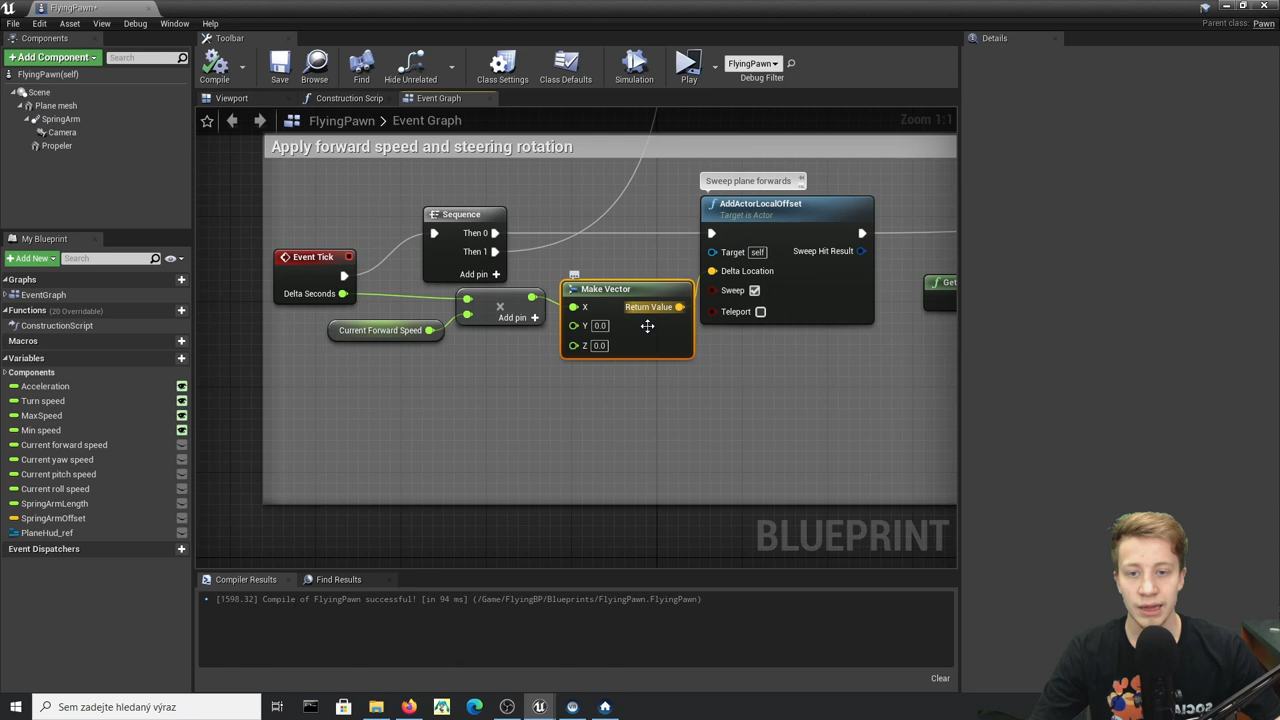 FlyingPawn*
File Edit Asset View Debug Window Help
Parent class: Pawn
Components
Toolbar
Details
+Add Component
Search
FlyingPawn(self)
Scene
Plane mesh
SpringArm
Camera
Propeler
Compile
Save
Browse
Find
Hide Unrelated
Class Settings
Class Defaults
Simulation
Play
FlyingPawn
Debug Filter
Viewport
Construction Scrip
Event Graph
FlyingPawn > Event Graph
Zoom 1:1
Apply forward speed and steering rotation
Sweep plane forwards
AddActorLocalOffset
Target is Actor
Target self
Sweep Hit Result
Delta Location
Sweep
Teleport
Sequence
Then 0
Then 1
Add pin +
Event Tick
Delta Seconds
Current Forward Speed
Add pin +
Make Vector
X
Return Value
Y 0.0
Z 0.0
Get
BLUEPRINT
My Blueprint
+Add New
Search
Graphs
EventGraph
Functions (20 Overridable)
ConstructionScript
Macros
Variables
Components
Acceleration
Turn speed
MaxSpeed
Min speed
Current forward speed
Current yaw speed
Current pitch speed
Current roll speed
SpringArmLength
SpringArmOffset
PlaneHud_ref
Event Dispatchers
Compiler Results
Find Results
[1598.32] Compile of FlyingPawn successful! [in 94 ms] (/Game/FlyingBP/Blueprints/FlyingPawn.FlyingPawn)
Clear
Sem zadejte hledaný výraz